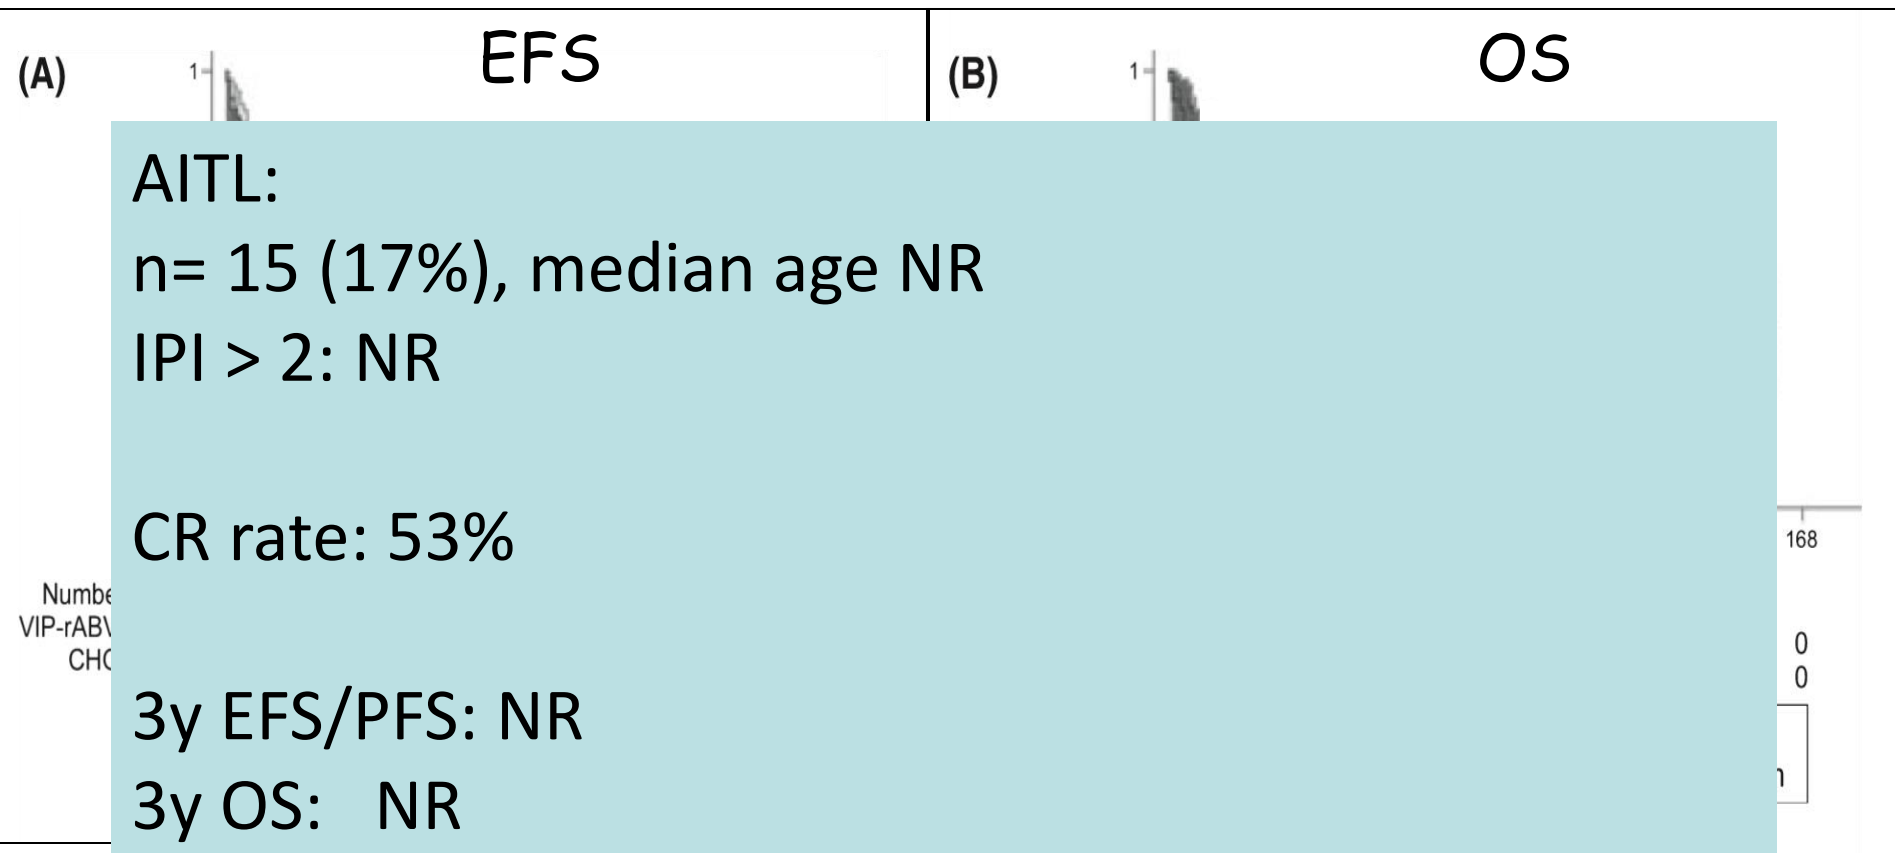 (A) EFS
1
(B) OS
1
AITL:
n= 15 (17%), median age NR
IPI > 2: NR
CR rate: 53%
168
3y EFS/PFS: NR
0
0
3y OS: NR